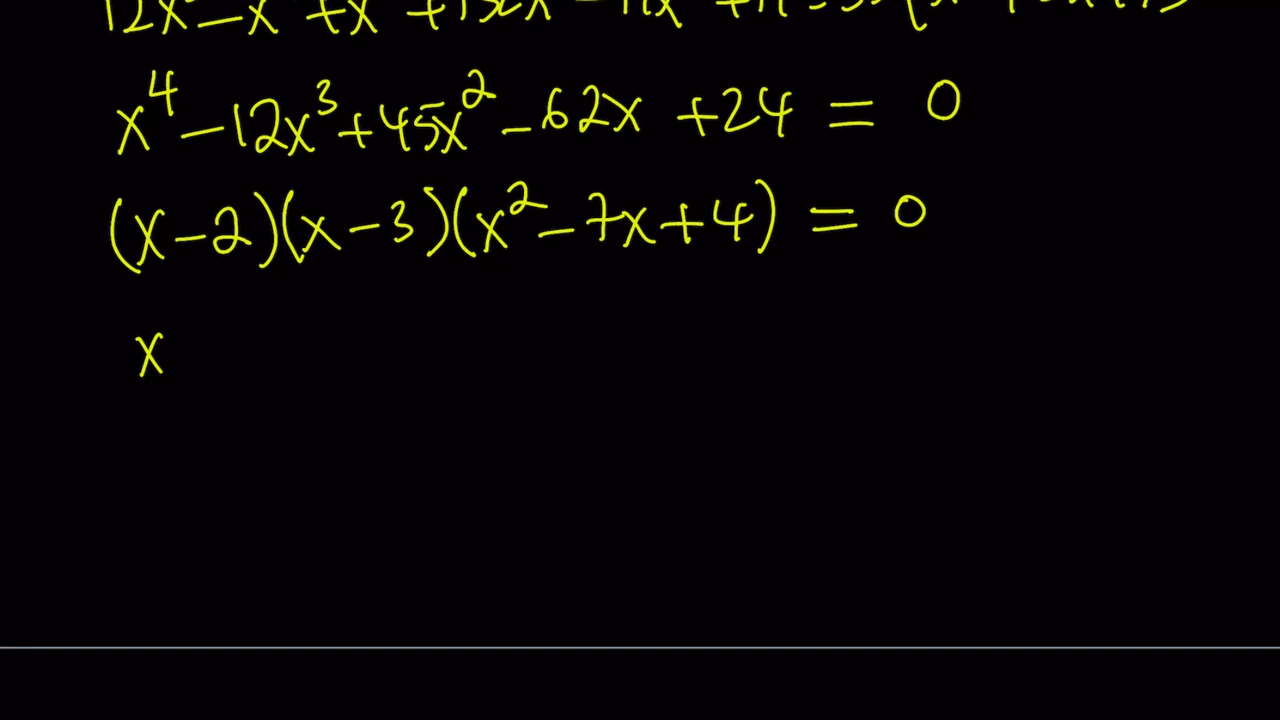 x⁴ - 12x³ + 45x² - 62x + 24 = 0
(x - 2)(x - 3)(x² - 7x + 4) = 0
x